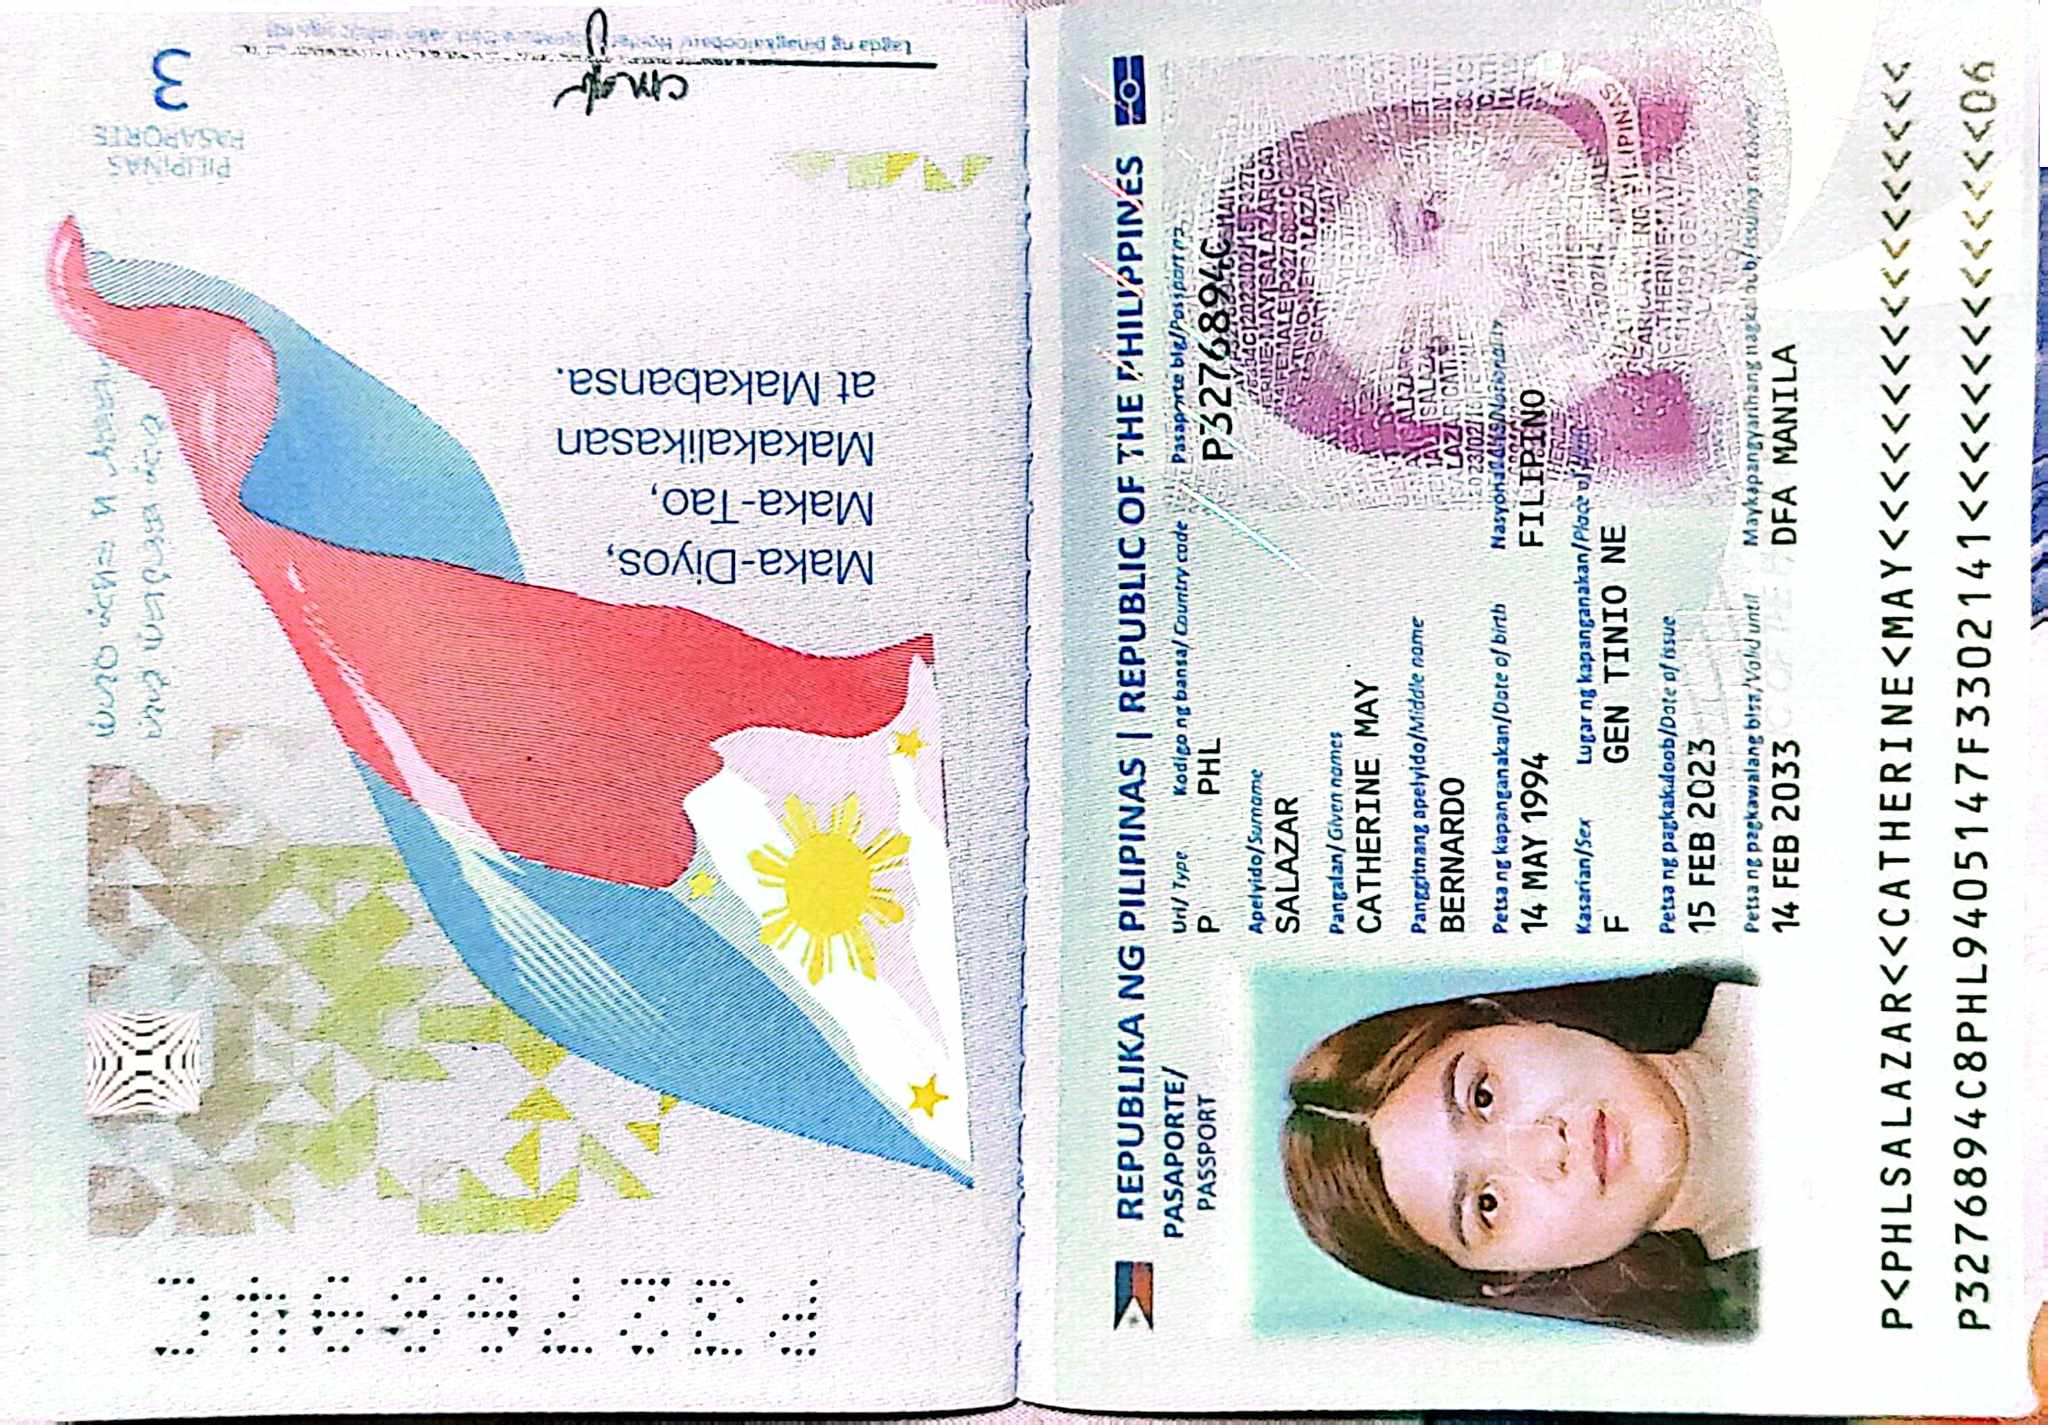 Maka-Diyos,
Maka-Tao,
Makakalikasan
at Makabansa.
PILIPINAS
PASAPORTE
3
P3276894C
REPUBLIKA NG PILIPINAS | REPUBLIC OF THE PHILIPPINES
PASAPORTE/
PASSPORT
Uri/ Type Kodigo ng bansa/ Country code Pasaporte blg/Passport no.
P PHL P3276894C
Apelyido/Surname
SALAZAR
Pangalan/Given names
CATHERINE MAY
Panggitnang apelyido/Middle name
BERNARDO
Petsa ng kapanganakan/Date of birth Nasyonalidad/Nationality
14 MAY 1994 FILIPINO
Kasarian/Sex Lugar ng kapanganakan/Place of birth
F GEN TINIO NE
Petsa ng pagkakaloob/Date of issue
15 FEB 2023
Petsa ng pagkawalang bisa/Valid until Maykapangyarihang nagkaloob/Issuing authority
14 FEB 2033 DFA MANILA
P<PHLSALAZAR<<CATHERINE<MAY<<<<<<<<<<<<<<<<<
P3276894C8PHL9405147F3302141<<<<<<<<<<<<<<06